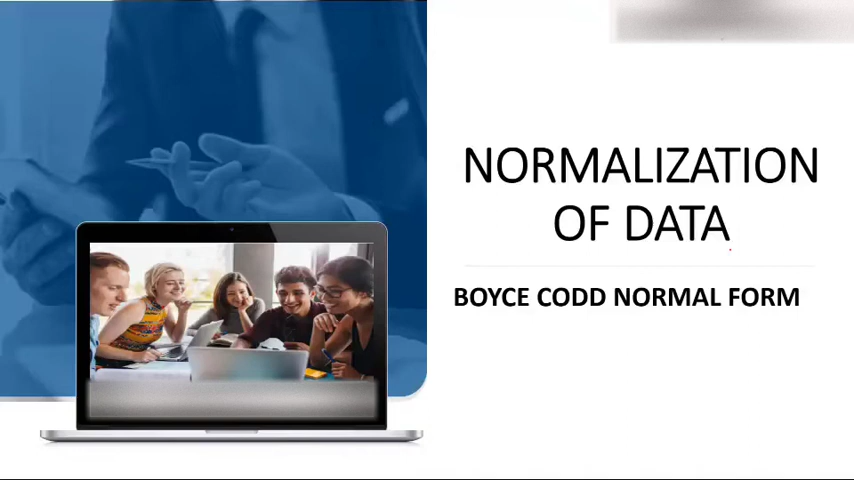 NORMALIZATION
OF DATA
BOYCE CODD NORMAL FORM